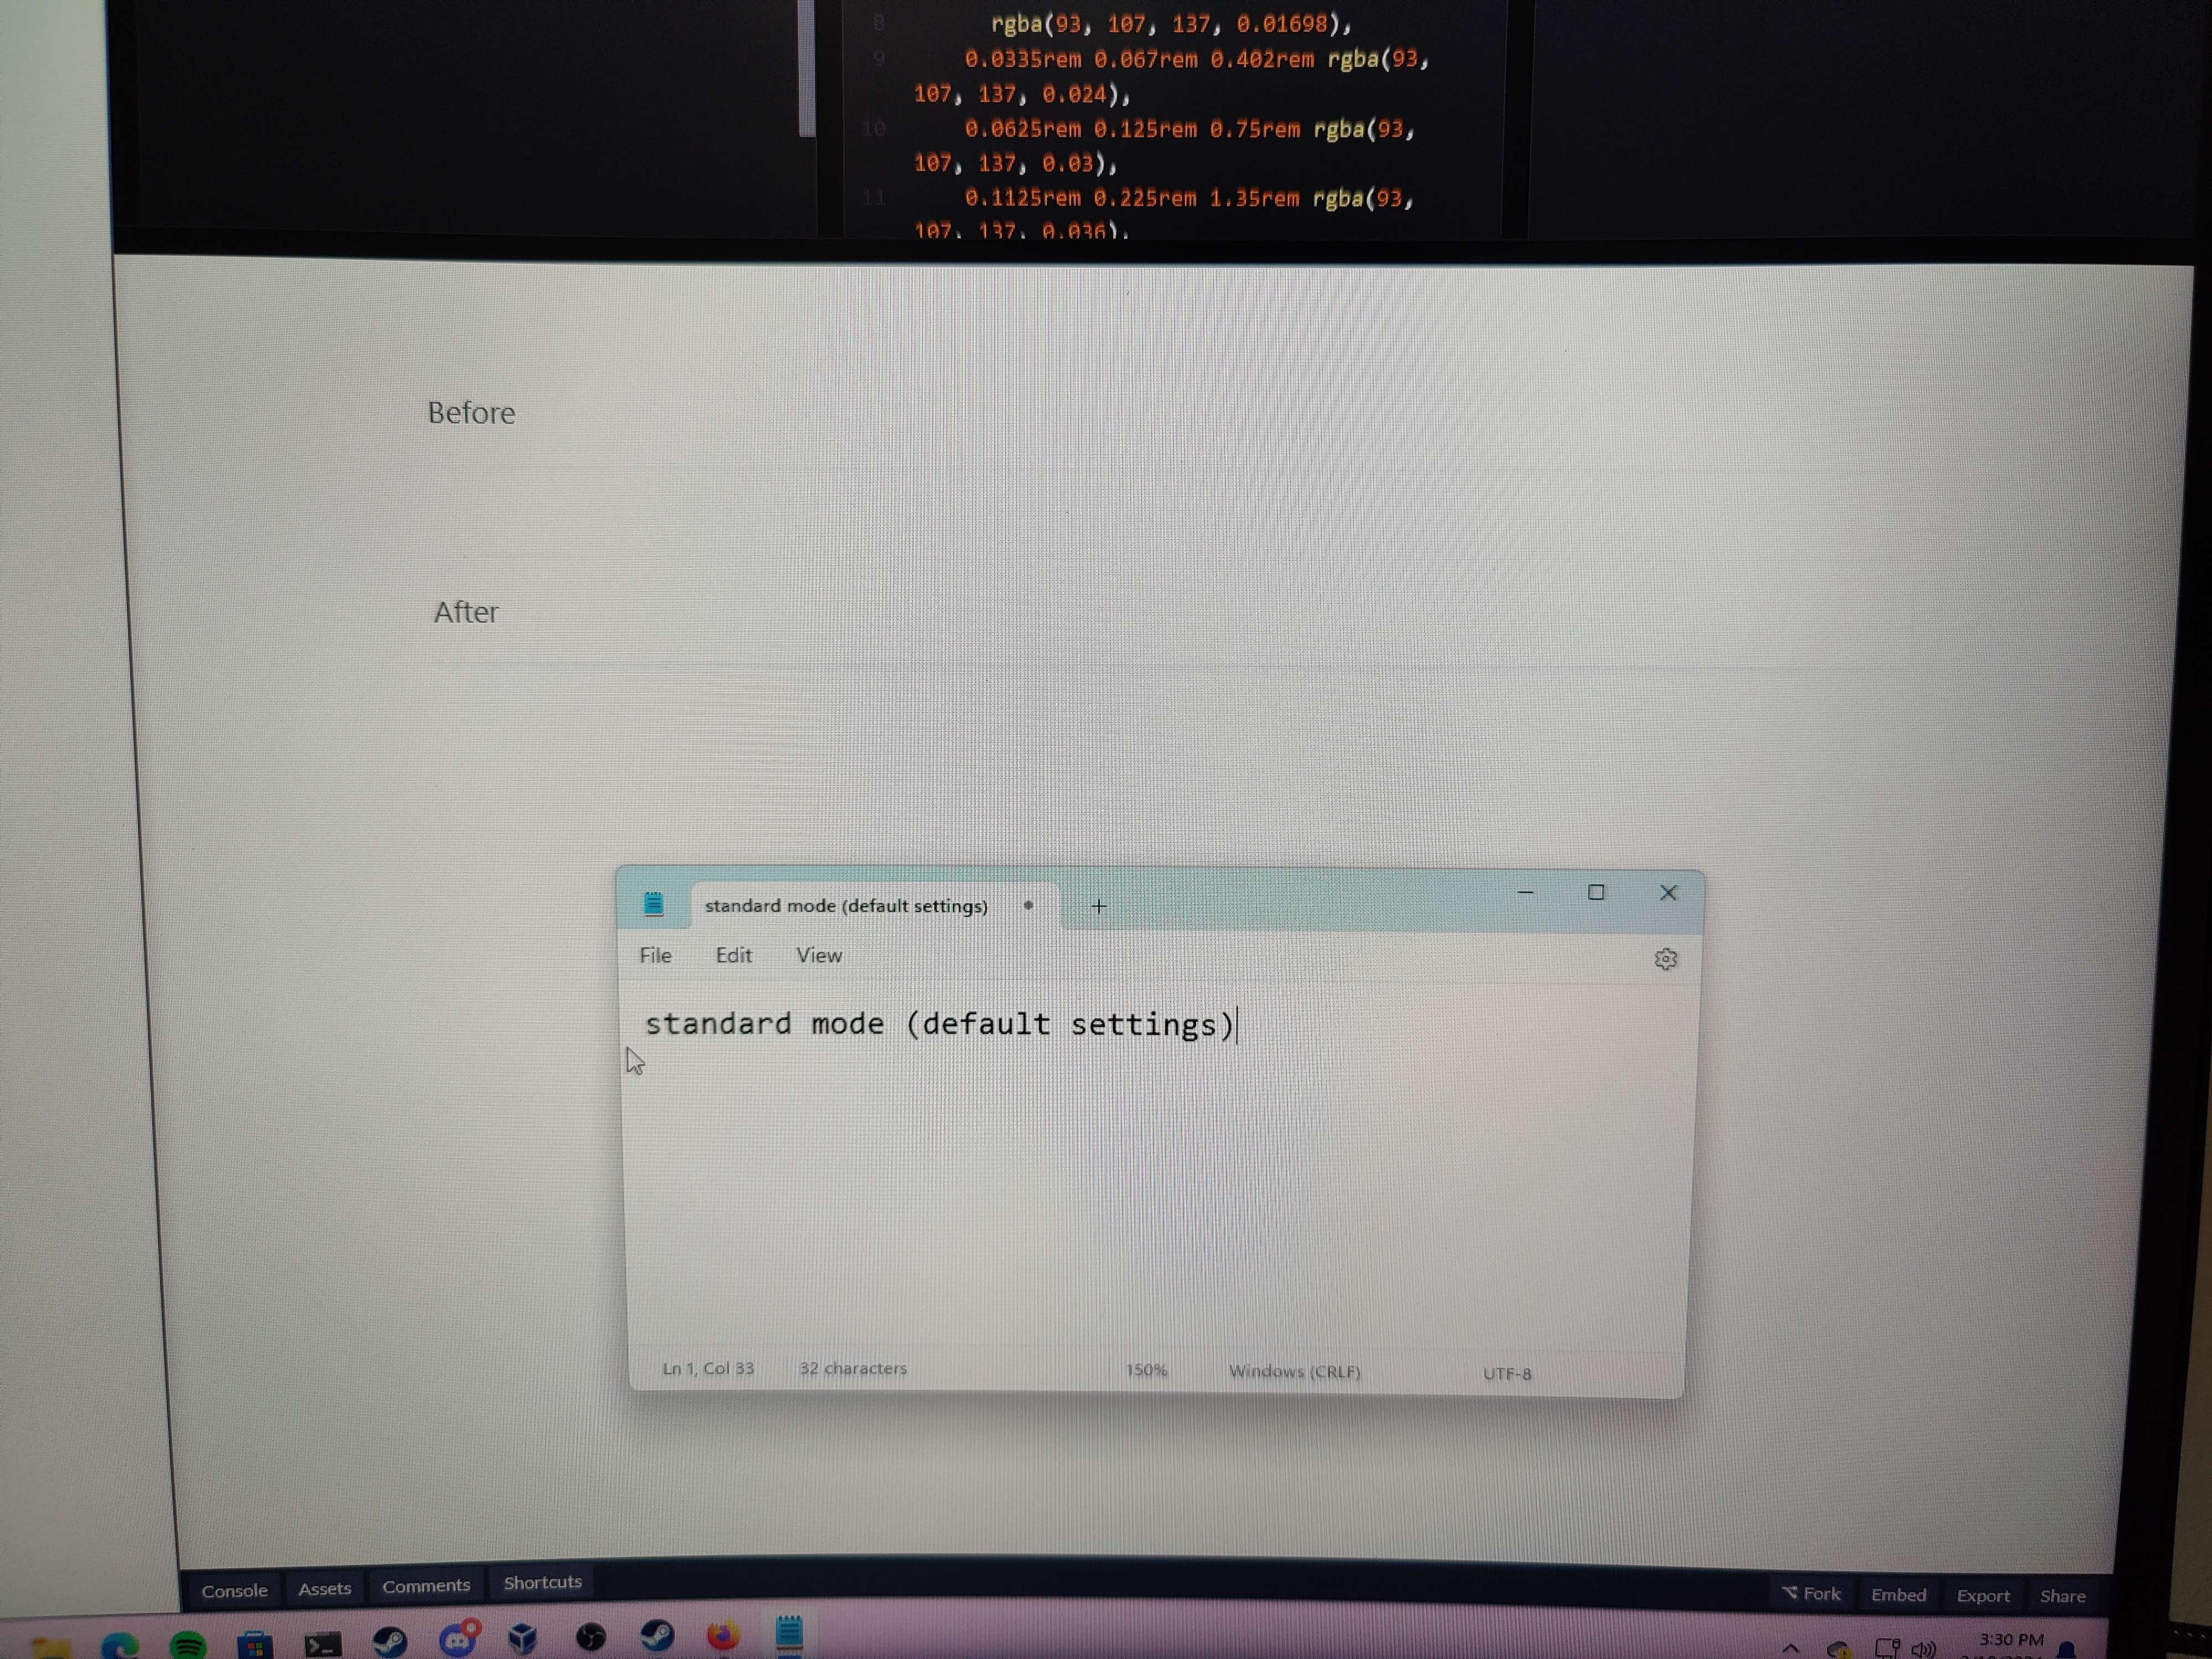 8 rgba(93, 107, 137, 0.01698),
9 0.0335rem 0.067rem 0.402rem rgba(93,
107, 137, 0.024),
10 0.0625rem 0.125rem 0.75rem rgba(93,
107, 137, 0.03),
11 0.1125rem 0.225rem 1.35rem rgba(93,
107, 137, 0.036),
Before
After
standard mode (default settings)
File Edit View
standard mode (default settings)
Ln 1, Col 33 32 characters 150% Windows (CRLF) UTF-8
Console Assets Comments Shortcuts Fork Embed Export Share
3:30 PM